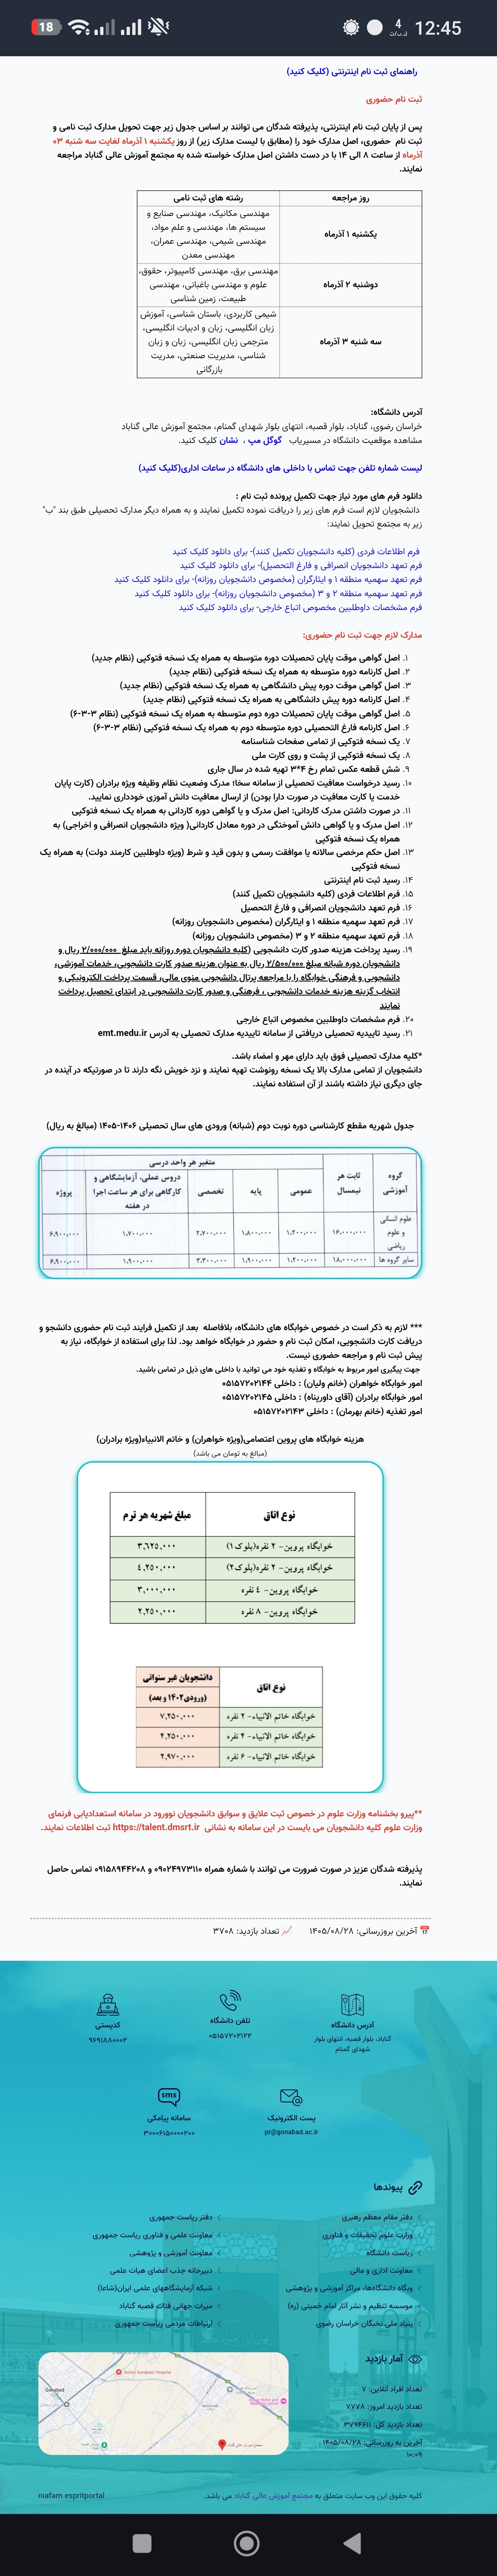 12:45
4
ک.ب/ث
18
راهنمای ثبت نام اینترنتی (کلیک کنید)
ثبت نام حضوری
پس از پایان ثبت نام اینترنتی، پذیرفته شدگان می توانند بر اساس جدول زیر جهت تحویل مدارک ثبت نامی و
ثبت نام حضوری، اصل مدارک خود را (مطابق با لیست مدارک زیر) از روز یکشنبه ۱ آذرماه لغایت سه شنبه ۰۳
آذرماه از ساعت ۸ الی ۱۴ با در دست داشتن اصل مدارک خواسته شده به مجتمع آموزش عالی گناباد مراجعه
نمایند.
روز مراجعه
رشته های ثبت نامی
یکشنبه ۱ آذرماه
مهندسی مکانیک، مهندسی صنایع و
سیستم ها، مهندسی و علم مواد،
مهندسی شیمی، مهندسی عمران،
مهندسی معدن
دوشنبه ۲ آذرماه
مهندسی برق، مهندسی کامپیوتر، حقوق،
علوم و مهندسی باغبانی، مهندسی
طبیعت، زمین شناسی
سه شنبه ۳ آذرماه
شیمی کاربردی، باستان شناسی، آموزش
زبان انگلیسی، زبان و ادبیات انگلیسی،
مترجمی زبان انگلیسی، زبان و زبان
شناسی، مدیریت صنعتی، مدریت
بازرگانی
آدرس دانشگاه:
خراسان رضوی، گناباد، بلوار قصبه، انتهای بلوار شهدای گمنام، مجتمع آموزش عالی گناباد
مشاهده موقعیت دانشگاه در مسیریاب گوگل مپ ، نشان کلیک کنید.
لیست شماره تلفن جهت تماس با داخلی های دانشگاه در ساعات اداری(کلیک کنید)
دانلود فرم های مورد نیاز جهت تکمیل پرونده ثبت نام :
دانشجویان لازم است فرم های زیر را دریافت نموده تکمیل نمایند و به همراه دیگر مدارک تحصیلی طبق بند "ب"
زیر به مجتمع تحویل نمایند:
فرم اطلاعات فردی (کلیه دانشجویان تکمیل کنند)- برای دانلود کلیک کنید
فرم تعهد دانشجویان انصرافی و فارغ التحصیل)- برای دانلود کلیک کنید
فرم تعهد سهمیه منطقه ۱ و ایثارگران (مخصوص دانشجویان روزانه)- برای دانلود کلیک کنید
فرم تعهد سهمیه منطقه ۲ و ۳ (مخصوص دانشجویان روزانه)- برای دانلود کلیک کنید
فرم مشخصات داوطلبین مخصوص اتباع خارجی- برای دانلود کلیک کنید
مدارک لازم جهت ثبت نام حضوری:
۱. اصل گواهی موقت پایان تحصیلات دوره متوسطه به همراه یک نسخه فتوکپی (نظام جدید)
۲. اصل کارنامه دوره متوسطه به همراه یک نسخه فتوکپی (نظام جدید)
۳. اصل گواهی موقت دوره پیش دانشگاهی به همراه یک نسخه فتوکپی (نظام جدید)
۴. اصل کارنامه دوره پیش دانشگاهی به همراه یک نسخه فتوکپی (نظام جدید)
۵. اصل گواهی موقت پایان تحصیلات دوره دوم متوسطه به همراه یک نسخه فتوکپی (نظام ۳-۳-۶)
۶. اصل کارنامه فارغ التحصیلی دوره متوسطه دوم به همراه یک نسخه فتوکپی (نظام ۳-۳-۶)
۷. یک نسخه فتوکپی از تمامی صفحات شناسنامه
۸. یک نسخه فتوکپی از پشت و روی کارت ملی
۹. شش قطعه عکس تمام رخ ۴*۳ تهیه شده در سال جاری
۱۰. رسید درخواست معافیت تحصیلی از سامانه سخا؛ مدرک وضعیت نظام وظیفه ویژه برادران (کارت پایان
خدمت یا کارت معافیت در صورت دارا بودن) از ارسال معافیت دانش آموزی خودداری نمایید.
۱۱. در صورت داشتن مدرک کاردانی: اصل مدرک و یا گواهی دوره کاردانی به همراه یک نسخه فتوکپی
۱۲. اصل مدرک و یا گواهی دانش آموختگی در دوره معادل کاردانی( ویژه دانشجویان انصرافی و اخراجی) به
همراه یک نسخه فتوکپی
۱۳. اصل حکم مرخصی سالانه یا موافقت رسمی و بدون قید و شرط (ویژه داوطلبین کارمند دولت) به همراه یک
نسخه فتوکپی
۱۴. رسید ثبت نام اینترنتی
۱۵. فرم اطلاعات فردی (کلیه دانشجویان تکمیل کنند)
۱۶. فرم تعهد دانشجویان انصرافی و فارغ التحصیل
۱۷. فرم تعهد سهمیه منطقه ۱ و ایثارگران (مخصوص دانشجویان روزانه)
۱۸. فرم تعهد سهمیه منطقه ۲ و ۳ (مخصوص دانشجویان روزانه)
۱۹. رسید پرداخت هزینه صدور کارت دانشجویی (کلیه دانشجویان دوره روزانه باید مبلغ ۲/۰۰۰/۰۰۰ ریال و
دانشجویان دوره شبانه مبلغ ۲/۵۰۰/۰۰۰ ریال به عنوان هزینه صدور کارت دانشجویی، خدمات آموزشی،
دانشجویی و فرهنگی خوابگاه را با مراجعه پرتال دانشجویی منوی مالی، قسمت پرداخت الکترونیکی و
انتخاب گزینه هزینه خدمات دانشجویی ، فرهنگی و صدور کارت دانشجویی در ابتدای تحصیل پرداخت
نمایند
۲۰. فرم مشخصات داوطلبین مخصوص اتباع خارجی
۲۱. رسید تاییدیه تحصیلی دریافتی از سامانه تاییدیه مدارک تحصیلی به آدرس emt.medu.ir
*کلیه مدارک تحصیلی فوق باید دارای مهر و امضاء باشد.
دانشجویان از تمامی مدارک بالا یک نسخه رونوشت تهیه نمایند و نزد خویش نگه دارند تا در صورتیکه در آینده در
جای دیگری نیاز داشته باشند از آن استفاده نمایند.
جدول شهریه مقطع کارشناسی دوره نوبت دوم (شبانه) ورودی های سال تحصیلی ۱۴۰۶-۱۴۰۵ (مبالغ به ریال)
گروه آموزشی
ثابت هر نیمسال
متغیر هر واحد درسی
عمومی
پایه
تخصصی
دروس عملی، آزمایشگاهی و
کارگاهی برای هر ساعت اجرا
در هفته
پروژه
علوم انسانی
و علوم
ریاضی
۱۶،۰۰۰،۰۰۰
۱،۲۰۰،۰۰۰
۱،۸۰۰،۰۰۰
۲،۷۰۰،۰۰۰
۱،۷۰۰،۰۰۰
۶،۹۰۰،۰۰۰
سایر گروه ها
۱۸،۰۰۰،۰۰۰
۱،۲۰۰،۰۰۰
۱،۹۰۰،۰۰۰
۳،۳۰۰،۰۰۰
۱،۹۰۰،۰۰۰
۶،۹۰۰،۰۰۰
*** لازم به ذکر است در خصوص خوابگاه های دانشگاه، بلافاصله بعد از تکمیل فرایند ثبت نام حضوری دانشجو و
دریافت کارت دانشجویی، امکان ثبت نام و حضور در خوابگاه خواهد بود. لذا برای استفاده از خوابگاه، نیاز به
پیش ثبت نام و مراجعه حضوری نیست.
جهت پیگیری امور مربوط به خوابگاه و تغذیه خود می توانید با داخلی های ذیل در تماس باشید.
امور خوابگاه خواهران (خانم ولیان) : داخلی ۰۵۱۵۷۲۰۲۱۴۴
امور خوابگاه برادران (آقای داورپناه) : داخلی ۰۵۱۵۷۲۰۲۱۴۵
امور تغذیه (خانم بهرمان) : داخلی ۰۵۱۵۷۲۰۲۱۴۳
هزینه خوابگاه های پروین اعتصامی(ویژه خواهران) و خاتم الانبیاء(ویژه برادران)
(مبالغ به تومان می باشد)
نوع اتاق
مبلغ شهریه هر ترم
خوابگاه پروین- ۲ نفره(بلوک۱)
۳,٦۲۵,۰۰۰
خوابگاه پروین- ۲ نفره(بلوک۲)
٤,۲۵۰,۰۰۰
خوابگاه پروین- ٤ نفره
۳,۰۰۰,۰۰۰
خوابگاه پروین- ۸ نفره
۲,۲۵۰,۰۰۰
نوع اتاق
دانشجویان غیر سنواتی
(ورودی۱۴۰۲ و بعد)
خوابگاه خاتم الانبیاء- ۲ نفره
۷,۲۵۰,۰۰۰
خوابگاه خاتم الانبیاء- ۴ نفره
۴,۲۵۰,۰۰۰
خوابگاه خاتم الانبیاء- ۶ نفره
۲,۹۷۰,۰۰۰
**پیرو بخشنامه وزارت علوم در خصوص ثبت علایق و سوابق دانشجویان نوورود در سامانه استعدادیابی فرنمای
وزارت علوم کلیه دانشجویان می بایست در این سامانه به نشانی https://talent.dmsrt.ir ثبت اطلاعات نمایند.
پذیرفته شدگان عزیز در صورت ضرورت می توانند با شماره همراه ۰۹۰۲۴۹۷۳۱۱۰ و ۰۹۱۵۸۹۴۴۲۰۸ تماس حاصل
نمایند.
آخرین بروزرسانی: ۱۴۰۵/۰۸/۲۸
تعداد بازدید: ۳۷۰۸
آدرس دانشگاه
گناباد، بلوار قصبه، انتهای بلوار
شهدای گمنام
تلفن دانشگاه
۰۵۱۵۷۲۰۲۱۲۲
کدپستی
۹۶۹۱۸۸۰۰۰۲
پست الکترونیک
pr@gonabad.ac.ir
sms
سامانه پیامکی
۳۰۰۰۶۱۵۰۰۰۰۲۰۰
پیوندها
دفتر مقام معظم رهبری
دفتر ریاست جمهوری
وزارت علوم تحقیقات و فناوری
معاونت علمی و فناوری ریاست جمهوری
ریاست دانشگاه
معاونت آموزشی و پژوهشی
معاونت اداری و مالی
دبیرخانه جذب اعضای هیات علمی
وبگاه دانشگاه‌ها، مراکز آموزشی و پژوهشی
شبکه آزمایشگاههای علمی ایران(شاعا)
موسسه تنظیم و نشر آثار امام خمینی (ره)
میراث جهانی قنات قصبه گناباد
بنیاد ملی نخبگان خراسان رضوی
ارتباطات مردمی ریاست جمهوری
آمار بازدید
تعداد افراد آنلاین: ۷
تعداد بازدید امروز: ۷۷۷۸
تعداد بازدید کل: ۳۷۹۴۶۱۱
آخرین به روزرسانی: ۱۴۰۵/۰۸/۲۸
۱۰:۰۹
Gonabad
کلیه حقوق این وب سایت متعلق به مجتمع آموزش عالی گناباد می باشد.
niafam espritportal